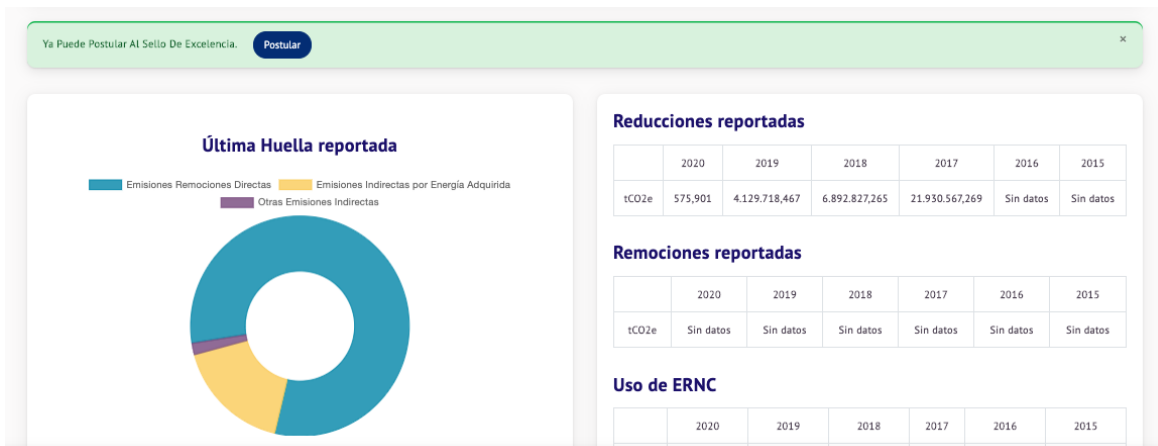 Ya Puede Postular Al Sello De Excelencia. Postular ×
Última Huella reportada
Emisiones Remociones Directas Emisiones Indirectas por Energía Adquirida
Otras Emisiones Indirectas
Reducciones reportadas
2020 2019 2018 2017 2016 2015
tCO2e 575,901 4.129.718,467 6.892.827,265 21.930.567,269 Sin datos Sin datos
Remociones reportadas
2020 2019 2018 2017 2016 2015
tCO2e Sin datos Sin datos Sin datos Sin datos Sin datos Sin datos
Uso de ERNC
2020 2019 2018 2017 2016 2015